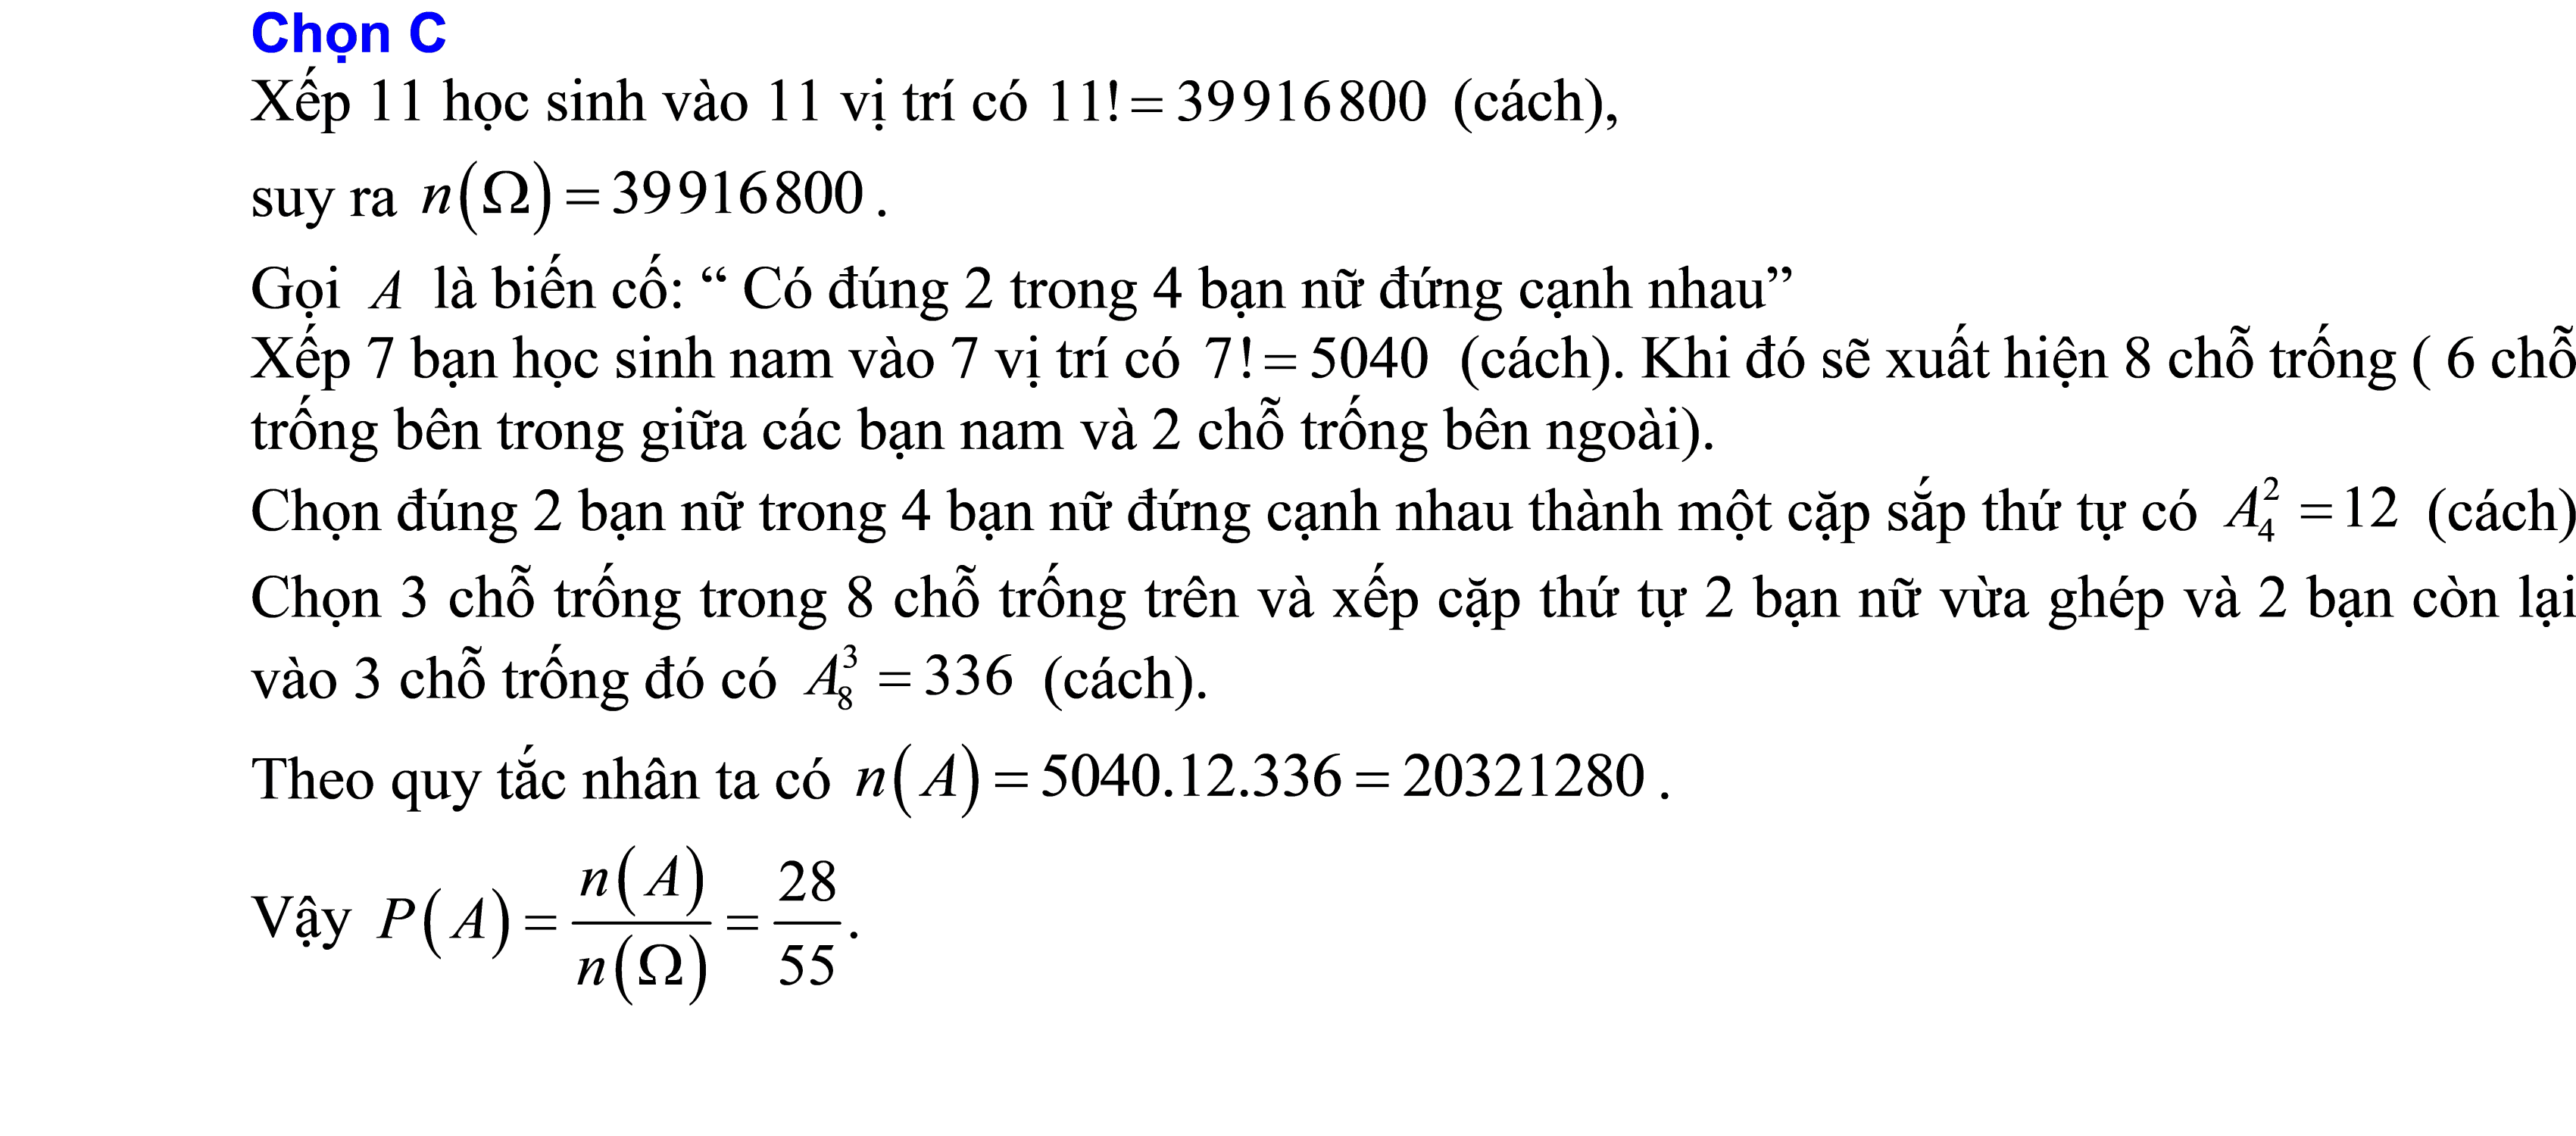 Chọn C
Xếp 11 học sinh vào 11 vị trí có 11! = 39916800 (cách),
suy ra n(Ω) = 39916800.
Gọi A là biến cố: “ Có đúng 2 trong 4 bạn nữ đứng cạnh nhau”
Xếp 7 bạn học sinh nam vào 7 vị trí có 7! = 5040 (cách). Khi đó sẽ xuất hiện 8 chỗ trống ( 6 chỗ
trống bên trong giữa các bạn nam và 2 chỗ trống bên ngoài).
Chọn đúng 2 bạn nữ trong 4 bạn nữ đứng cạnh nhau thành một cặp sắp thứ tự có A_4^2 = 12 (cách)
Chọn 3 chỗ trống trong 8 chỗ trống trên và xếp cặp thứ tự 2 bạn nữ vừa ghép và 2 bạn còn lại
vào 3 chỗ trống đó có A_8^3 = 336 (cách).
Theo quy tắc nhân ta có n(A) = 5040.12.336 = 20321280.
Vậy P(A) = n(A)/n(Ω) = 28/55.